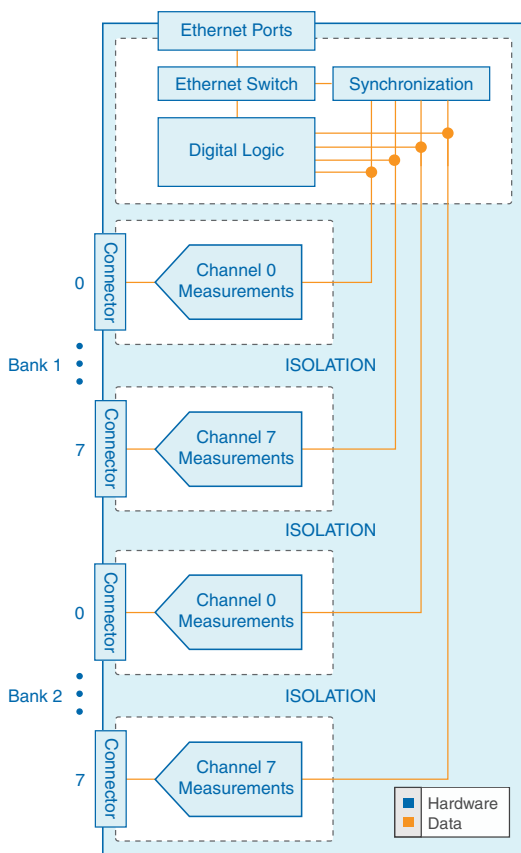 Ethernet Ports
Ethernet Switch
Synchronization
Digital Logic
Connector
0
Channel 0
Measurements
Bank 1
ISOLATION
Connector
7
Channel 7
Measurements
ISOLATION
Connector
0
Channel 0
Measurements
Bank 2
ISOLATION
Connector
7
Channel 7
Measurements
Hardware
Data